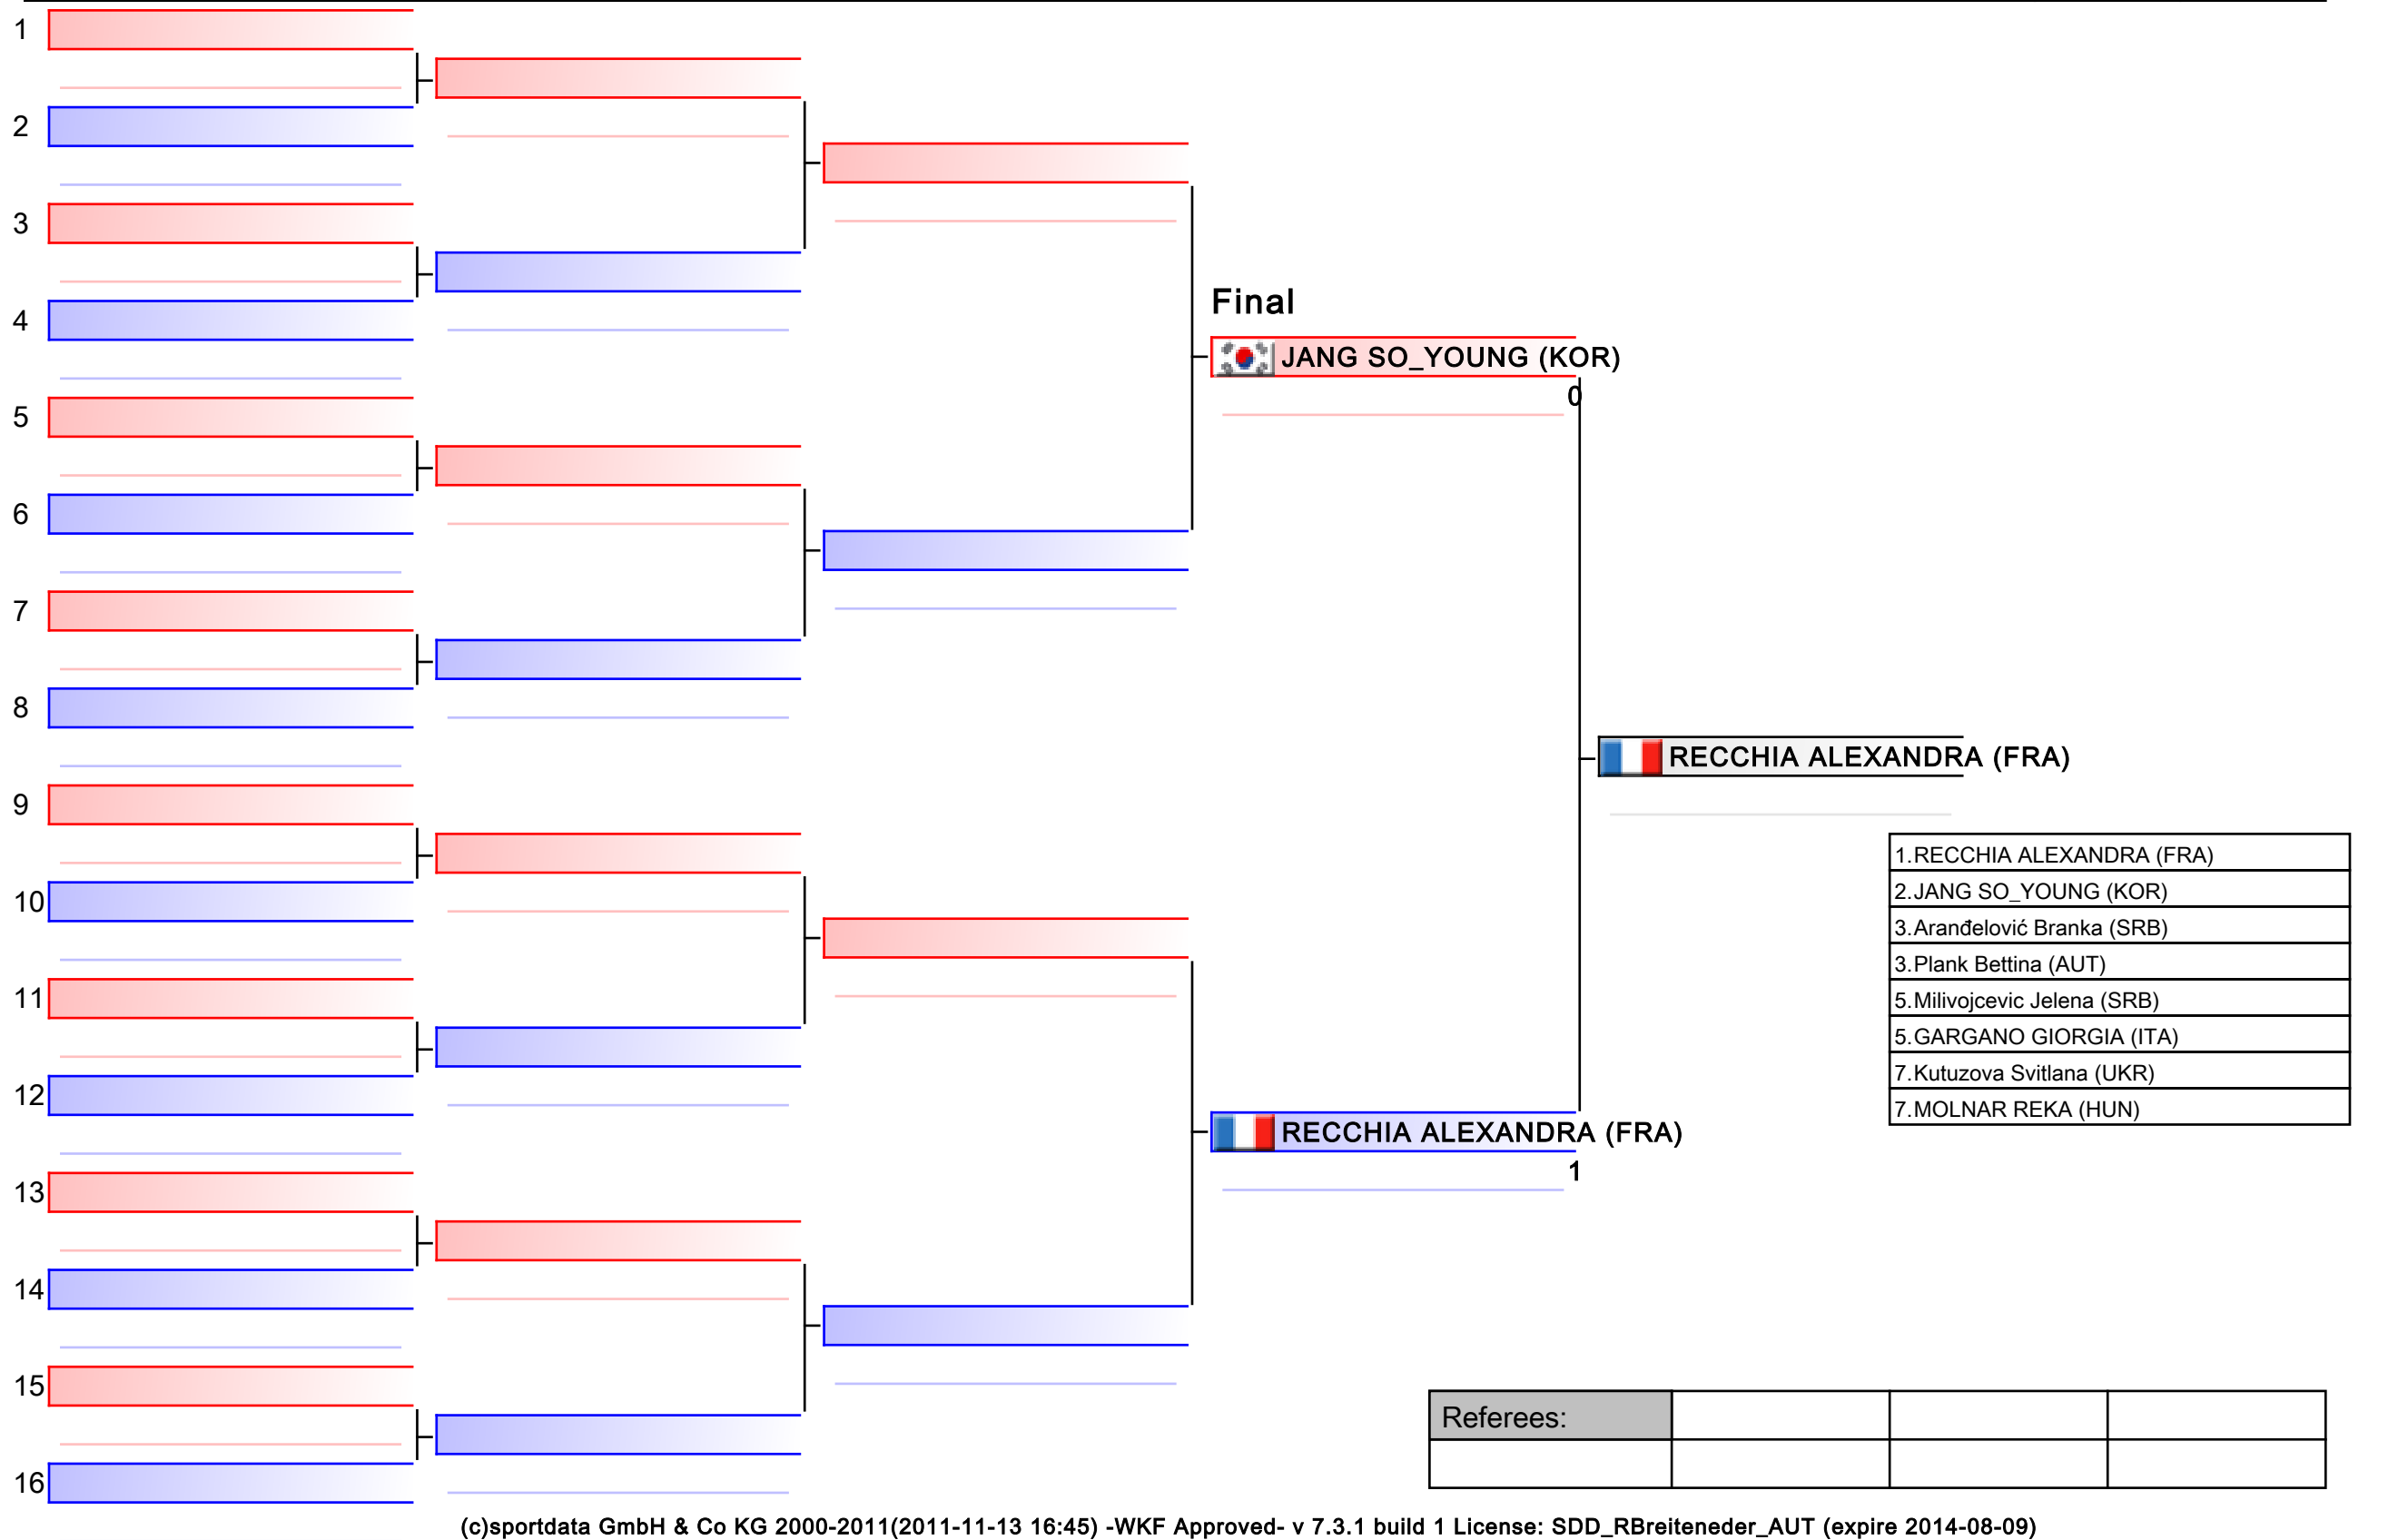 1
2
3
4
5
6
7
8
9
10
11
12
13
14
15
16
Final
JANG SO_YOUNG (KOR)
0
RECCHIA ALEXANDRA (FRA)
1
RECCHIA ALEXANDRA (FRA)
1.RECCHIA ALEXANDRA (FRA)
2.JANG SO_YOUNG (KOR)
3.Aranđelović Branka (SRB)
3.Plank Bettina (AUT)
5.Milivojcevic Jelena (SRB)
5.GARGANO GIORGIA (ITA)
7.Kutuzova Svitlana (UKR)
7.MOLNAR REKA (HUN)
Referees:
(c)sportdata GmbH & Co KG 2000-2011(2011-11-13 16:45) -WKF Approved- v 7.3.1 build 1 License: SDD_RBreiteneder_AUT (expire 2014-08-09)